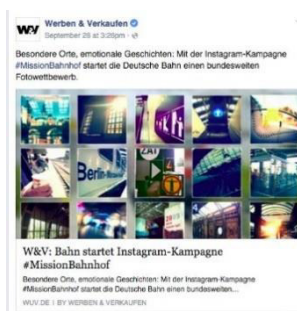 W&V
Werben & Verkaufen
September 26 at 3:28pm ·
Besondere Orte, emotionale Geschichten: Mit der Instagram-Kampagne
#MissionBahnhof startet die Deutsche Bahn einen bundesweiten
Fotowettbewerb.
W&V: Bahn startet Instagram-Kampagne
#MissionBahnhof
Besondere Orte, emotionale Geschichten: Mit der Instagram-Kampagne
#MissionBahnhof startet die Deutsche Bahn einen bundesweiten...
WUV.DE | BY WERBEN & VERKAUFEN